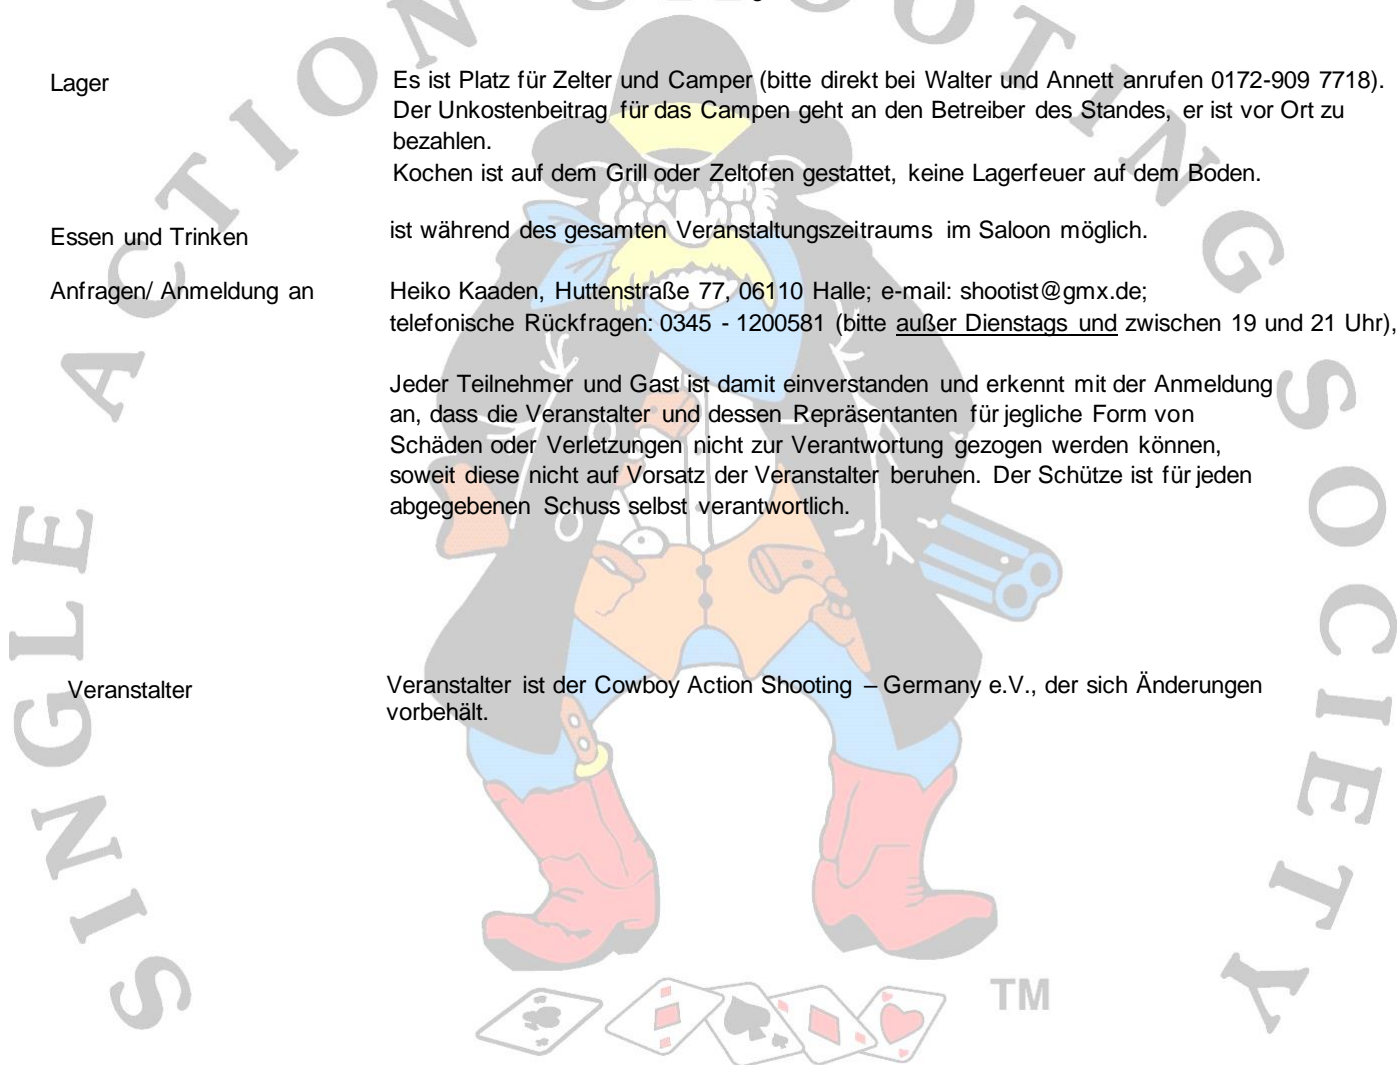 SINGLE ACTION SHOOTING SOCIETY
Lager
Es ist Platz für Zelter und Camper (bitte direkt bei Walter und Annett anrufen 0172-909 7718).
Der Unkostenbeitrag für das Campen geht an den Betreiber des Standes, er ist vor Ort zu
bezahlen.
Kochen ist auf dem Grill oder Zeltofen gestattet, keine Lagerfeuer auf dem Boden.
Essen und Trinken
ist während des gesamten Veranstaltungszeitraums im Saloon möglich.
Anfragen/ Anmeldung an
Heiko Kaaden, Huttenstraße 77, 06110 Halle; e-mail: shootist@gmx.de;
telefonische Rückfragen: 0345 - 1200581 (bitte außer Dienstags und zwischen 19 und 21 Uhr),
Jeder Teilnehmer und Gast ist damit einverstanden und erkennt mit der Anmeldung
an, dass die Veranstalter und dessen Repräsentanten für jegliche Form von
Schäden oder Verletzungen nicht zur Verantwortung gezogen werden können,
soweit diese nicht auf Vorsatz der Veranstalter beruhen. Der Schütze ist für jeden
abgegebenen Schuss selbst verantwortlich.
Veranstalter
Veranstalter ist der Cowboy Action Shooting – Germany e.V., der sich Änderungen
vorbehält.
TM